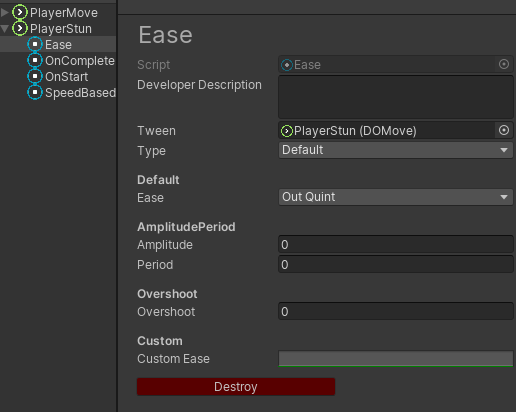 PlayerMove
PlayerStun
Ease
OnComplete
OnStart
SpeedBased
Ease
Script Ease
Developer Description
Tween PlayerStun (DOMove)
Type Default
Default
Ease Out Quint
AmplitudePeriod
Amplitude 0
Period 0
Overshoot
Overshoot 0
Custom
Custom Ease
Destroy